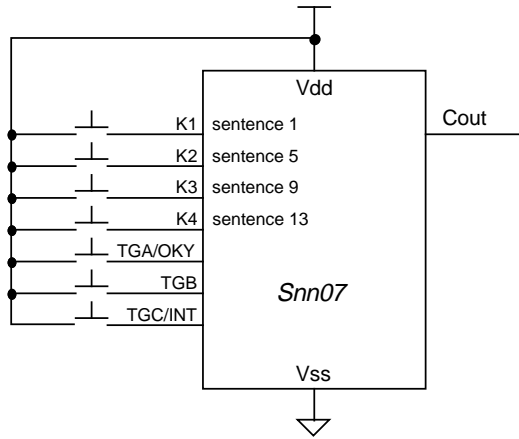 Vdd
Cout
K1 sentence 1
K2 sentence 5
K3 sentence 9
K4 sentence 13
TGA/OKY
TGB
Snn07
TGC/INT
Vss